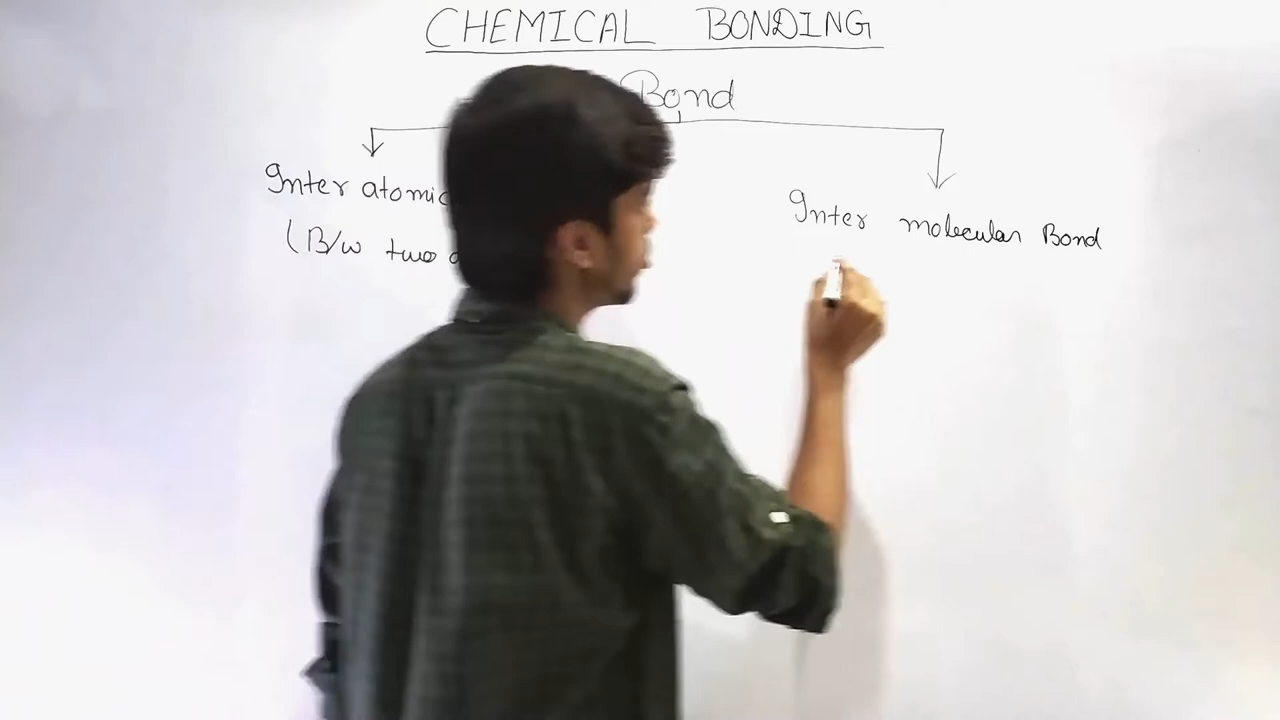 CHEMICAL BONDING
Bond
Inter atomic
Inter molecular Bond
(B/w two